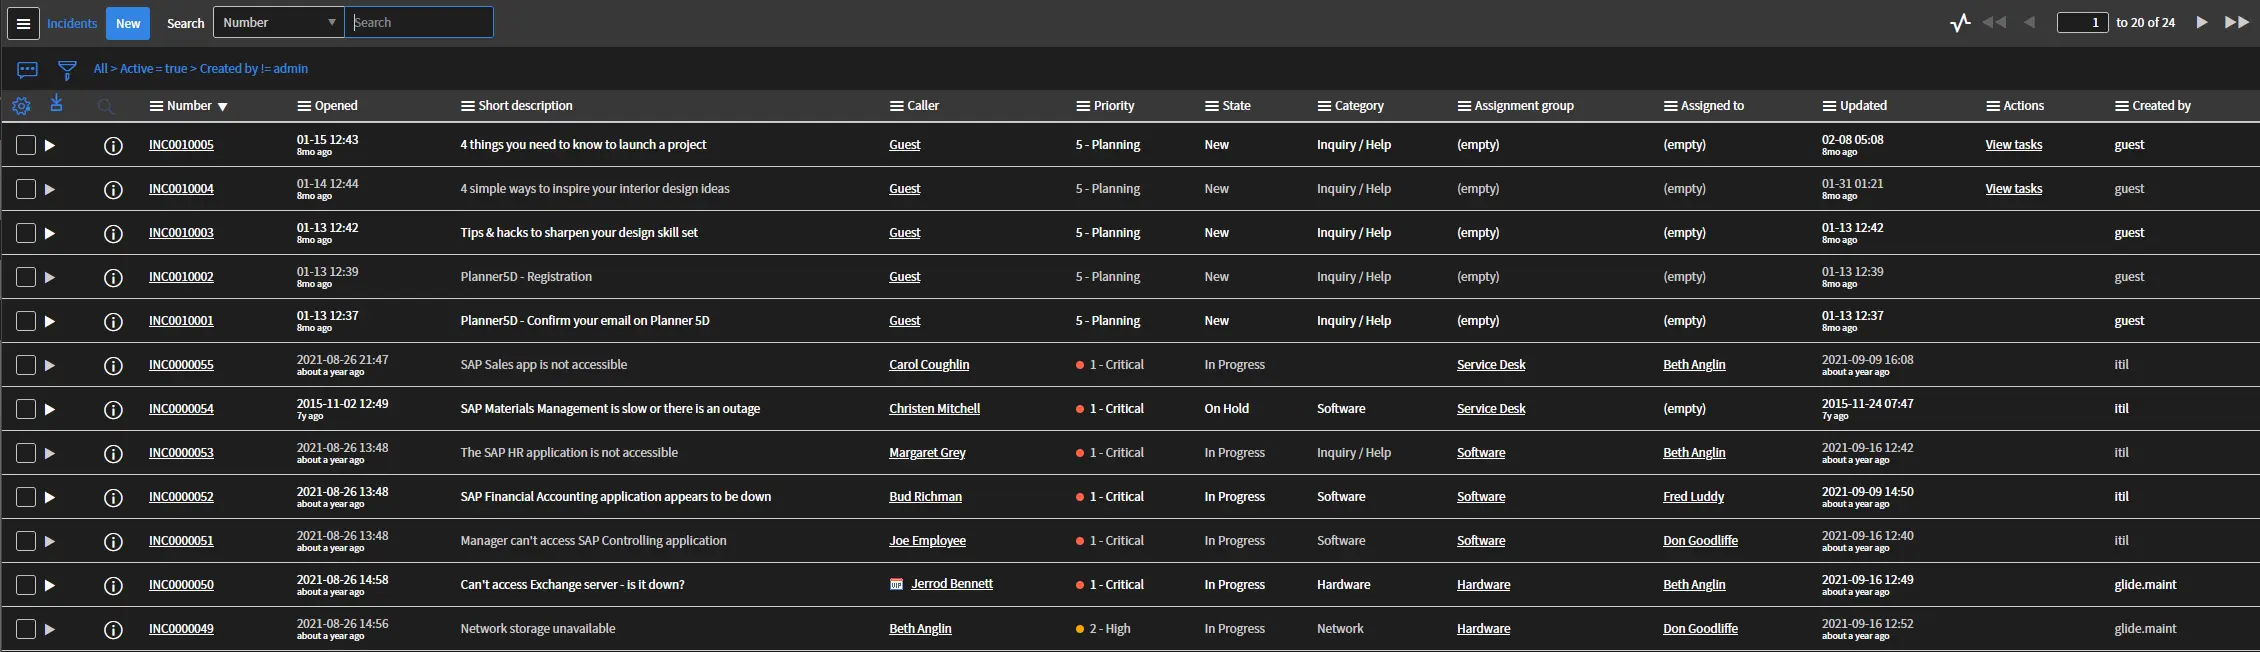 Incidents New Search Number Search 1 to 20 of 24
All > Active = true > Created by != admin
Number Opened Short description Caller Priority State Category Assignment group Assigned to Updated Actions Created by
INC0010005 01-15 12:43 8mo ago 4 things you need to know to launch a project Guest 5 - Planning New Inquiry / Help (empty) (empty) 02-08 05:08 8mo ago View tasks guest
INC0010004 01-14 12:44 8mo ago 4 simple ways to inspire your interior design ideas Guest 5 - Planning New Inquiry / Help (empty) (empty) 01-31 01:21 8mo ago View tasks guest
INC0010003 01-13 12:42 8mo ago Tips & hacks to sharpen your design skill set Guest 5 - Planning New Inquiry / Help (empty) (empty) 01-13 12:42 8mo ago guest
INC0010002 01-13 12:39 8mo ago Planner5D - Registration Guest 5 - Planning New Inquiry / Help (empty) (empty) 01-13 12:39 8mo ago guest
INC0010001 01-13 12:37 8mo ago Planner5D - Confirm your email on Planner 5D Guest 5 - Planning New Inquiry / Help (empty) (empty) 01-13 12:37 8mo ago guest
INC0000055 2021-08-26 21:47 about a year ago SAP Sales app is not accessible Carol Coughlin 1 - Critical In Progress Service Desk Beth Anglin 2021-09-09 16:08 about a year ago itil
INC0000054 2015-11-02 12:49 7y ago SAP Materials Management is slow or there is an outage Christen Mitchell 1 - Critical On Hold Software Service Desk (empty) 2015-11-24 07:47 7y ago itil
INC0000053 2021-08-26 13:48 about a year ago The SAP HR application is not accessible Margaret Grey 1 - Critical In Progress Inquiry / Help Software Beth Anglin 2021-09-16 12:42 about a year ago itil
INC0000052 2021-08-26 13:48 about a year ago SAP Financial Accounting application appears to be down Bud Richman 1 - Critical In Progress Software Software Fred Luddy 2021-09-09 14:50 about a year ago itil
INC0000051 2021-08-26 13:48 about a year ago Manager can't access SAP Controlling application Joe Employee 1 - Critical In Progress Software Software Don Goodliffe 2021-09-16 12:40 about a year ago itil
INC0000050 2021-08-26 14:58 about a year ago Can't access Exchange server - is it down? VIP Jerrod Bennett 1 - Critical In Progress Hardware Hardware Beth Anglin 2021-09-16 12:49 about a year ago glide.maint
INC0000049 2021-08-26 14:56 about a year ago Network storage unavailable Beth Anglin 2 - High In Progress Network Hardware Don Goodliffe 2021-09-16 12:52 about a year ago glide.maint